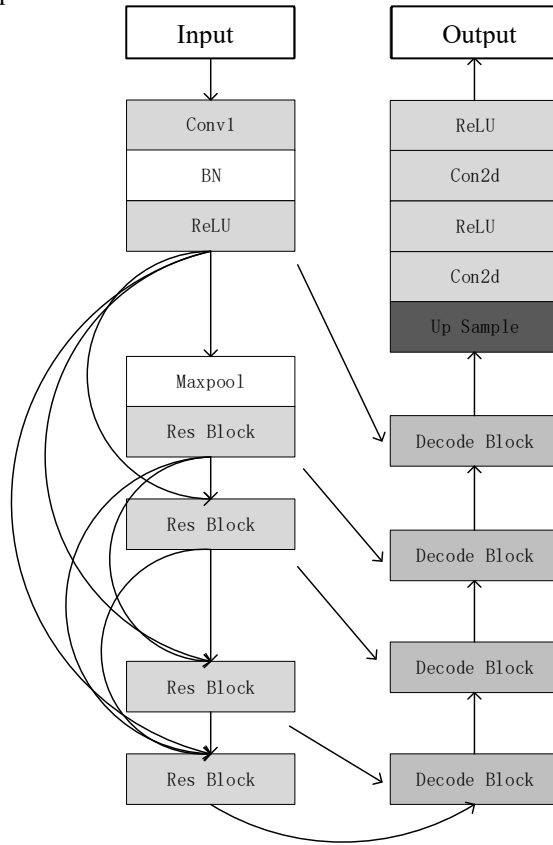 Input
Conv1
BN
ReLU
Maxpool
Res Block
Res Block
Res Block
Res Block
Output
ReLU
Con2d
ReLU
Con2d
Up Sample
Decode Block
Decode Block
Decode Block
Decode Block